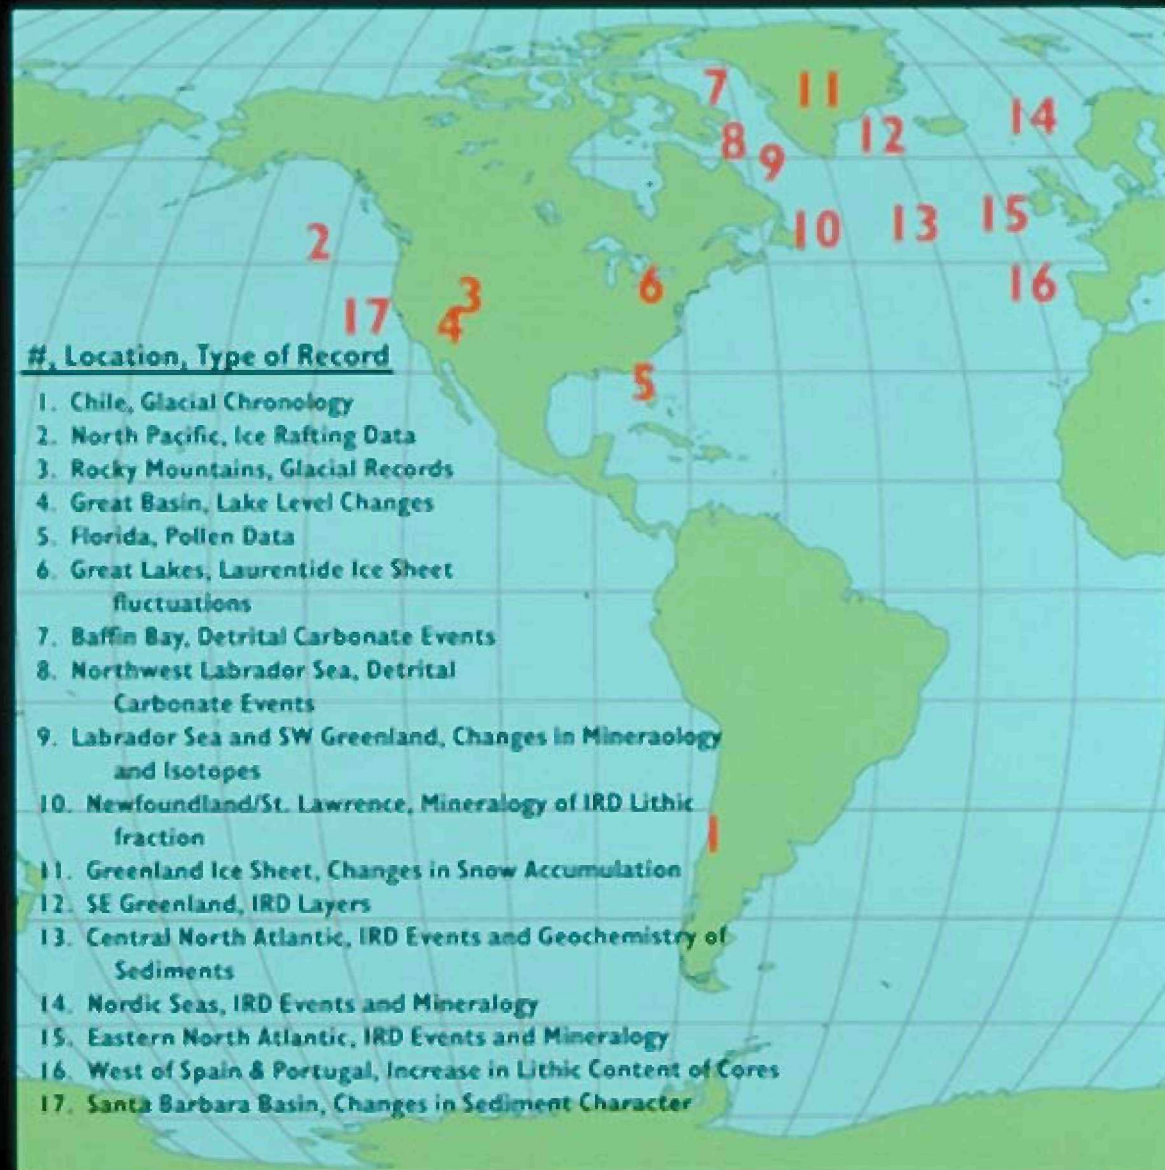 7
11
14
8
9
12
2
10
13
15
17
3
4
6
16
5
#, Location, Type of Record
1. Chile, Glacial Chronology
2. North Pacific, Ice Rafting Data
3. Rocky Mountains, Glacial Records
4. Great Basin, Lake Level Changes
5. Florida, Pollen Data
6. Great Lakes, Laurentide Ice Sheet
fluctuations
7. Baffin Bay, Detrital Carbonate Events
8. Northwest Labrador Sea, Detrital
Carbonate Events
9. Labrador Sea and SW Greenland, Changes in Mineraology
and Isotopes
10. Newfoundland/St. Lawrence, Mineralogy of IRD Lithic
fraction
1
11. Greenland Ice Sheet, Changes in Snow Accumulation
12. SE Greenland, IRD Layers
13. Central North Atlantic, IRD Events and Geochemistry of
Sediments
14. Nordic Seas, IRD Events and Mineralogy
15. Eastern North Atlantic, IRD Events and Mineralogy
16. West of Spain & Portugal, Increase in Lithic Content of Cores
17. Santa Barbara Basin, Changes in Sediment Character